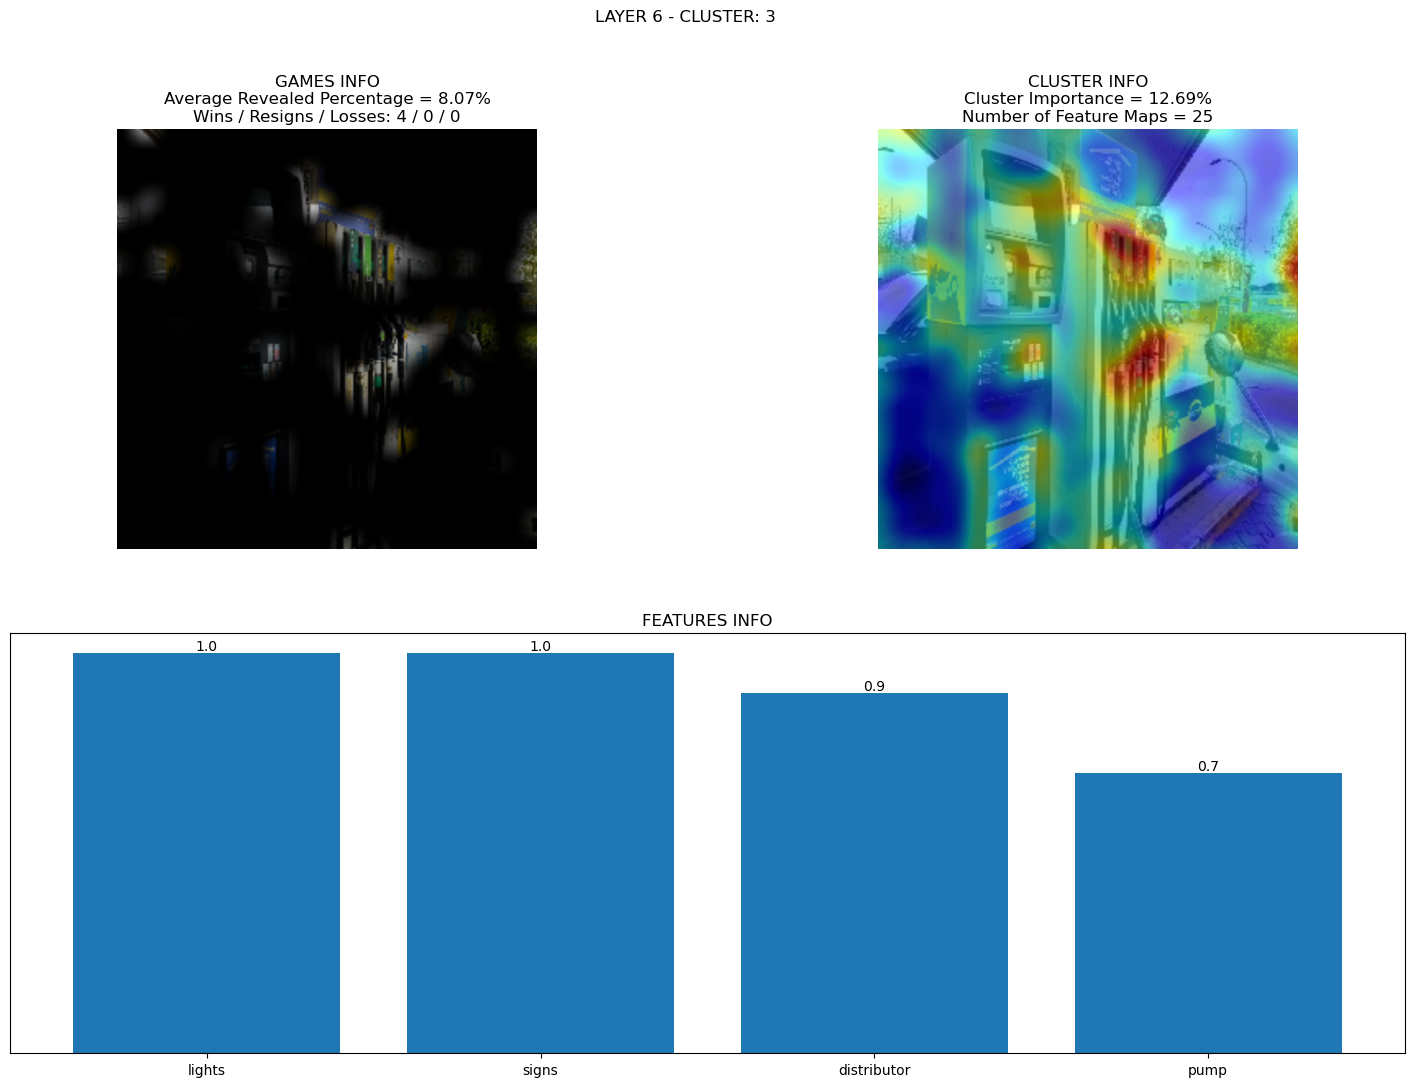 LAYER 6 - CLUSTER: 3
GAMES INFO
Average Revealed Percentage = 8.07%
Wins / Resigns / Losses: 4 / 0 / 0
CLUSTER INFO
Cluster Importance = 12.69%
Number of Feature Maps = 25
FEATURES INFO
1.0
1.0
0.9
0.7
lights
signs
distributor
pump